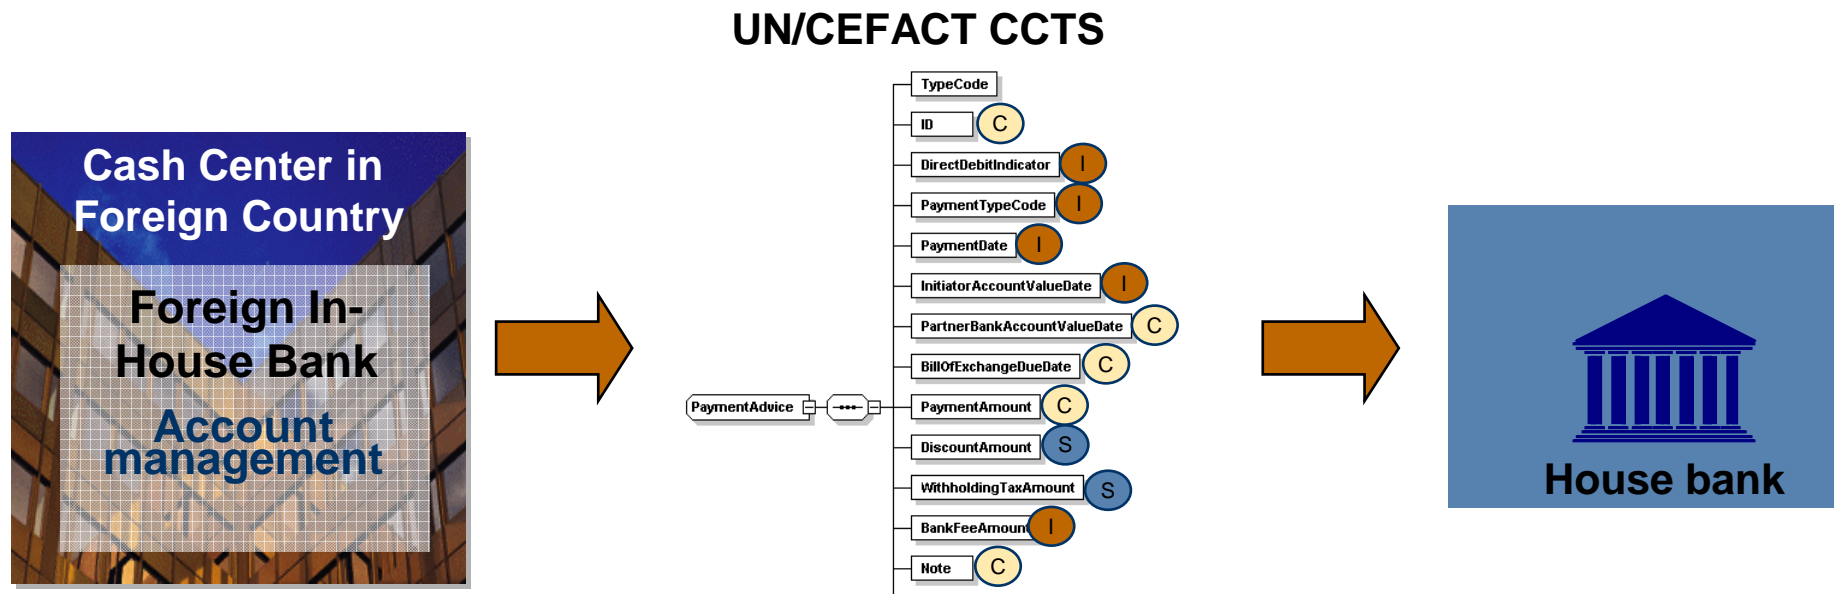 UN/CEFACT CCTS
Cash Center in
Foreign Country
Foreign In-
House Bank
Account
management
PaymentAdvice
TypeCode
ID C
DirectDebitIndicator I
PaymentTypeCode I
PaymentDate I
InitiatorAccountValueDate I
PartnerBankAccountValueDate C
BillOfExchangeDueDate C
PaymentAmount C
DiscountAmount S
WithholdingTaxAmount S
BankFeeAmount I
Note C
House bank